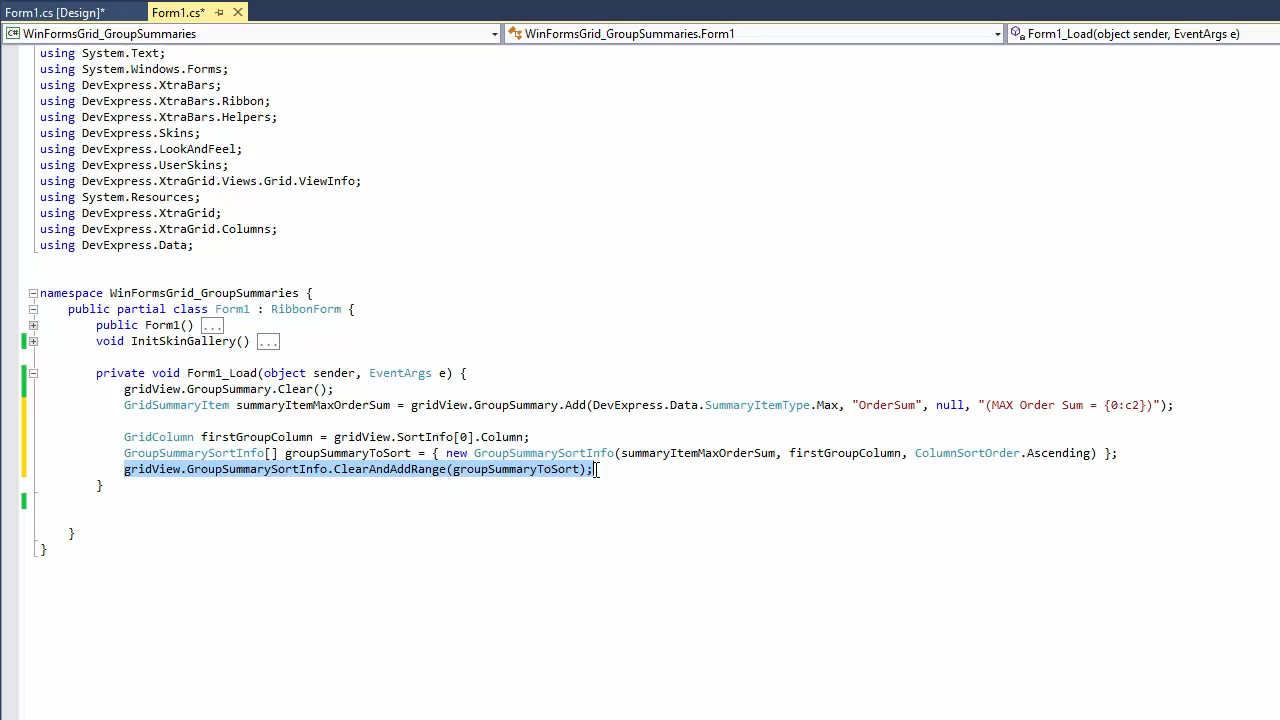 Form1.cs [Design]* Form1.cs*
C# WinFormsGrid_GroupSummaries WinFormsGrid_GroupSummaries.Form1 Form1_Load(object sender, EventArgs e)
using System.Text;
using System.Windows.Forms;
using DevExpress.XtraBars;
using DevExpress.XtraBars.Ribbon;
using DevExpress.XtraBars.Helpers;
using DevExpress.Skins;
using DevExpress.LookAndFeel;
using DevExpress.UserSkins;
using DevExpress.XtraGrid.Views.Grid.ViewInfo;
using System.Resources;
using DevExpress.XtraGrid;
using DevExpress.XtraGrid.Columns;
using DevExpress.Data;
namespace WinFormsGrid_GroupSummaries {
public partial class Form1 : RibbonForm {
public Form1() ...
void InitSkinGallery() ...
private void Form1_Load(object sender, EventArgs e) {
gridView.GroupSummary.Clear();
GridSummaryItem summaryItemMaxOrderSum = gridView.GroupSummary.Add(DevExpress.Data.SummaryItemType.Max, "OrderSum", null, "(MAX Order Sum = {0:c2})");
GridColumn firstGroupColumn = gridView.SortInfo[0].Column;
GroupSummarySortInfo[] groupSummaryToSort = { new GroupSummarySortInfo(summaryItemMaxOrderSum, firstGroupColumn, ColumnSortOrder.Ascending) };
gridView.GroupSummarySortInfo.ClearAndAddRange(groupSummaryToSort);
}
}
}